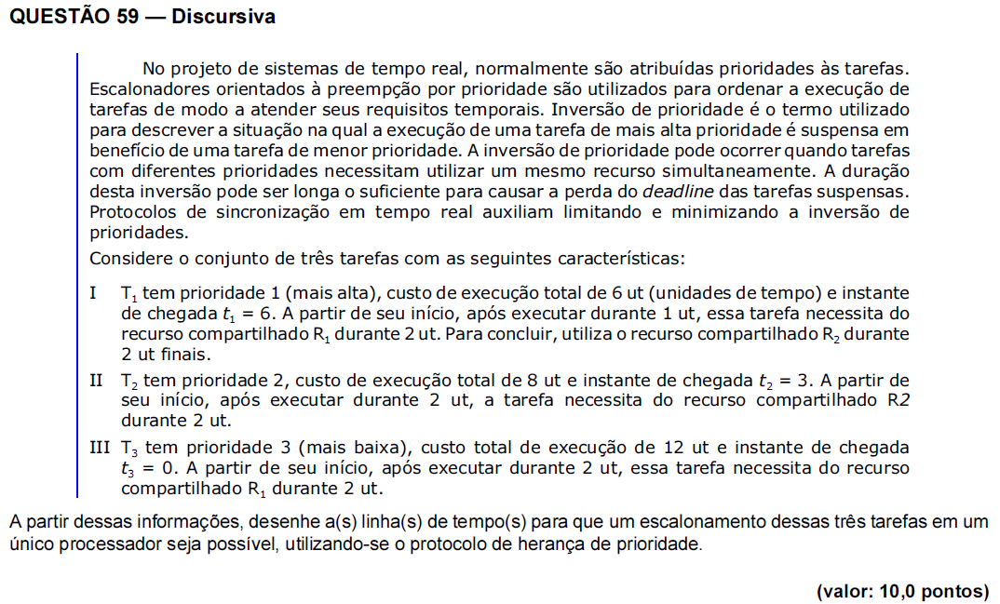 QUESTÃO 59 — Discursiva
No projeto de sistemas de tempo real, normalmente são atribuídas prioridades às tarefas.
Escalonadores orientados à preempção por prioridade são utilizados para ordenar a execução de
tarefas de modo a atender seus requisitos temporais. Inversão de prioridade é o termo utilizado
para descrever a situação na qual a execução de uma tarefa de mais alta prioridade é suspensa em
benefício de uma tarefa de menor prioridade. A inversão de prioridade pode ocorrer quando tarefas
com diferentes prioridades necessitam utilizar um mesmo recurso simultaneamente. A duração
desta inversão pode ser longa o suficiente para causar a perda do deadline das tarefas suspensas.
Protocolos de sincronização em tempo real auxiliam limitando e minimizando a inversão de
prioridades.
Considere o conjunto de três tarefas com as seguintes características:
I T₁ tem prioridade 1 (mais alta), custo de execução total de 6 ut (unidades de tempo) e instante
de chegada t₁ = 6. A partir de seu início, após executar durante 1 ut, essa tarefa necessita do
recurso compartilhado R₁ durante 2 ut. Para concluir, utiliza o recurso compartilhado R₂ durante
2 ut finais.
II T₂ tem prioridade 2, custo de execução total de 8 ut e instante de chegada t₂ = 3. A partir de
seu início, após executar durante 2 ut, a tarefa necessita do recurso compartilhado R2
durante 2 ut.
III T₃ tem prioridade 3 (mais baixa), custo total de execução de 12 ut e instante de chegada
t₃ = 0. A partir de seu início, após executar durante 2 ut, essa tarefa necessita do recurso
compartilhado R₁ durante 2 ut.
A partir dessas informações, desenhe a(s) linha(s) de tempo(s) para que um escalonamento dessas três tarefas em um
único processador seja possível, utilizando-se o protocolo de herança de prioridade.
(valor: 10,0 pontos)